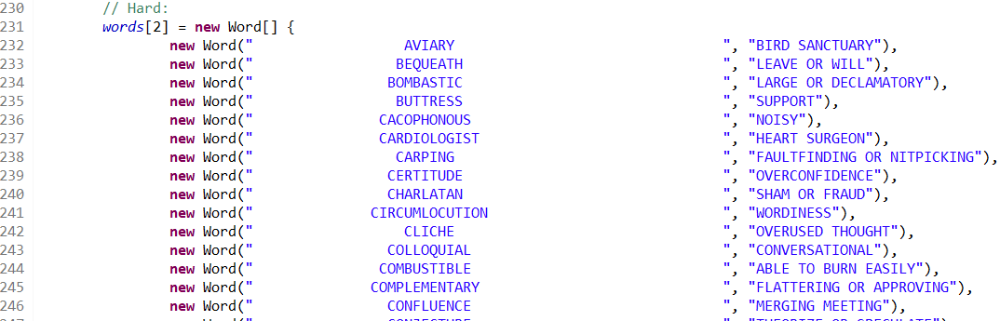 230 // Hard:
231 words[2] = new Word[] {
232 new Word(" AVIARY ", "BIRD SANCTUARY"),
233 new Word(" BEQUEATH ", "LEAVE OR WILL"),
234 new Word(" BOMBASTIC ", "LARGE OR DECLAMATORY"),
235 new Word(" BUTTRESS ", "SUPPORT"),
236 new Word(" CACOPHONOUS ", "NOISY"),
237 new Word(" CARDIOLOGIST ", "HEART SURGEON"),
238 new Word(" CARPING ", "FAULTFINDING OR NITPICKING"),
239 new Word(" CERTITUDE ", "OVERCONFIDENCE"),
240 new Word(" CHARLATAN ", "SHAM OR FRAUD"),
241 new Word(" CIRCUMLOCUTION ", "WORDINESS"),
242 new Word(" CLICHE ", "OVERUSED THOUGHT"),
243 new Word(" COLLOQUIAL ", "CONVERSATIONAL"),
244 new Word(" COMBUSTIBLE ", "ABLE TO BURN EASILY"),
245 new Word(" COMPLEMENTARY ", "FLATTERING OR APPROVING"),
246 new Word(" CONFLUENCE ", "MERGING MEETING"),